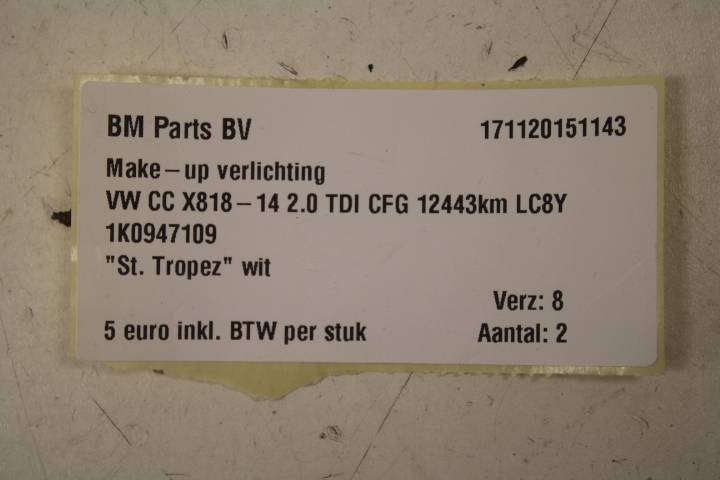 BM Parts BV 171120151143
Make-up verlichting
VW CC X818-14 2.0 TDI CFG 12443km LC8Y
1K0947109
"St. Tropez" wit
Verz: 8
5 euro inkl. BTW per stuk Aantal: 2